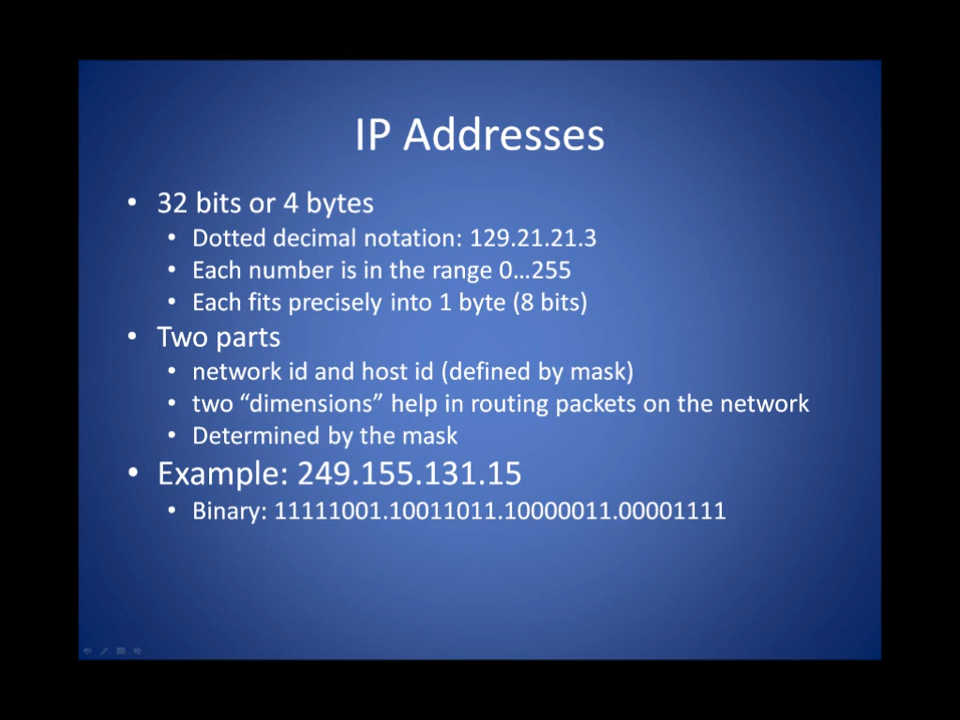 IP Addresses
• 32 bits or 4 bytes
• Dotted decimal notation: 129.21.21.3
• Each number is in the range 0…255
• Each fits precisely into 1 byte (8 bits)
• Two parts
• network id and host id (defined by mask)
• two “dimensions” help in routing packets on the network
• Determined by the mask
• Example: 249.155.131.15
• Binary: 11111001.10011011.10000011.00001111